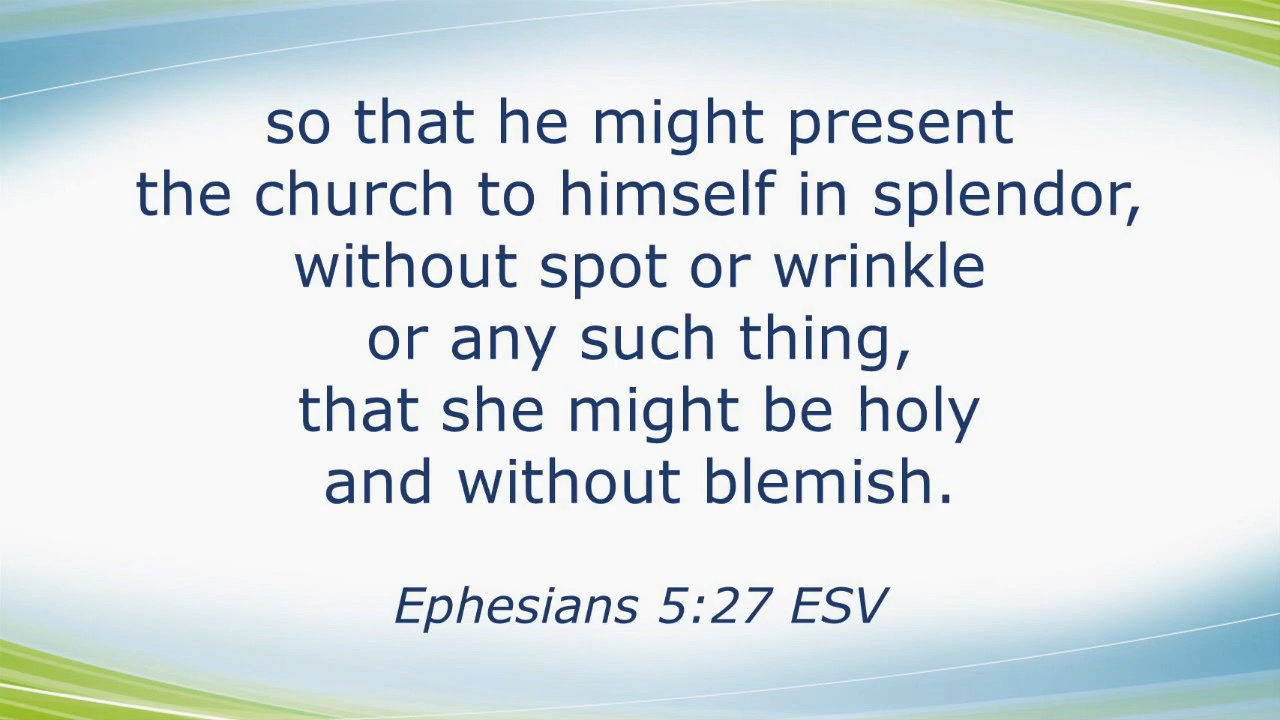 so that he might present
the church to himself in splendor,
without spot or wrinkle
or any such thing,
that she might be holy
and without blemish.
Ephesians 5:27 ESV